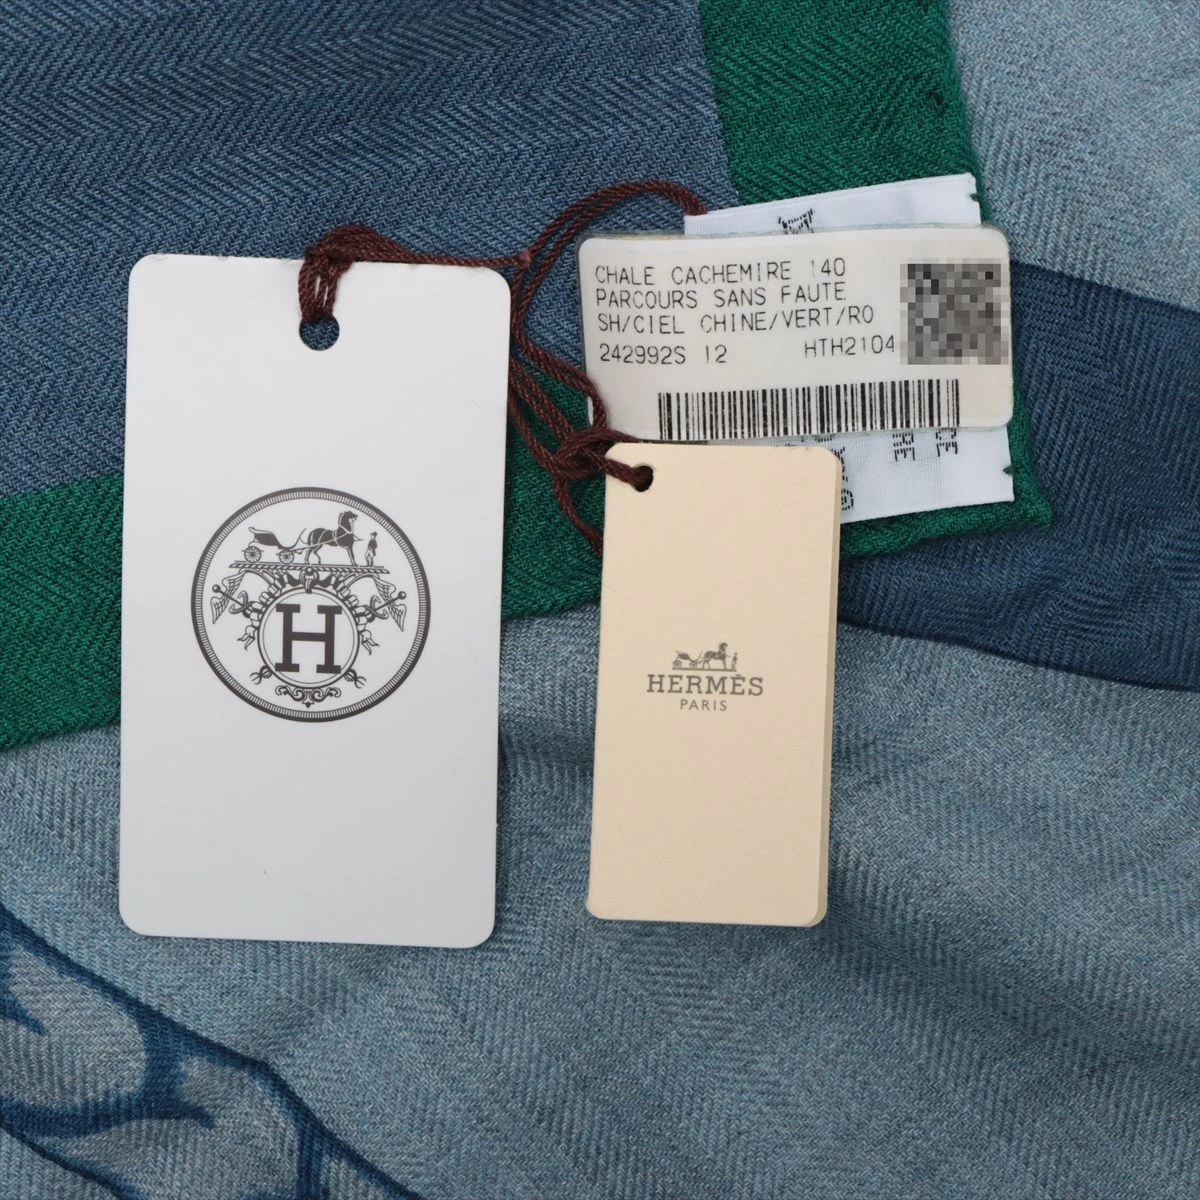 CHALE CACHEMIRE 140
PARCOURS SANS FAUTE
SH/CIEL CHINE/VERT/RO
242992S 12 HTH2104
H
HERMÈS
PARIS